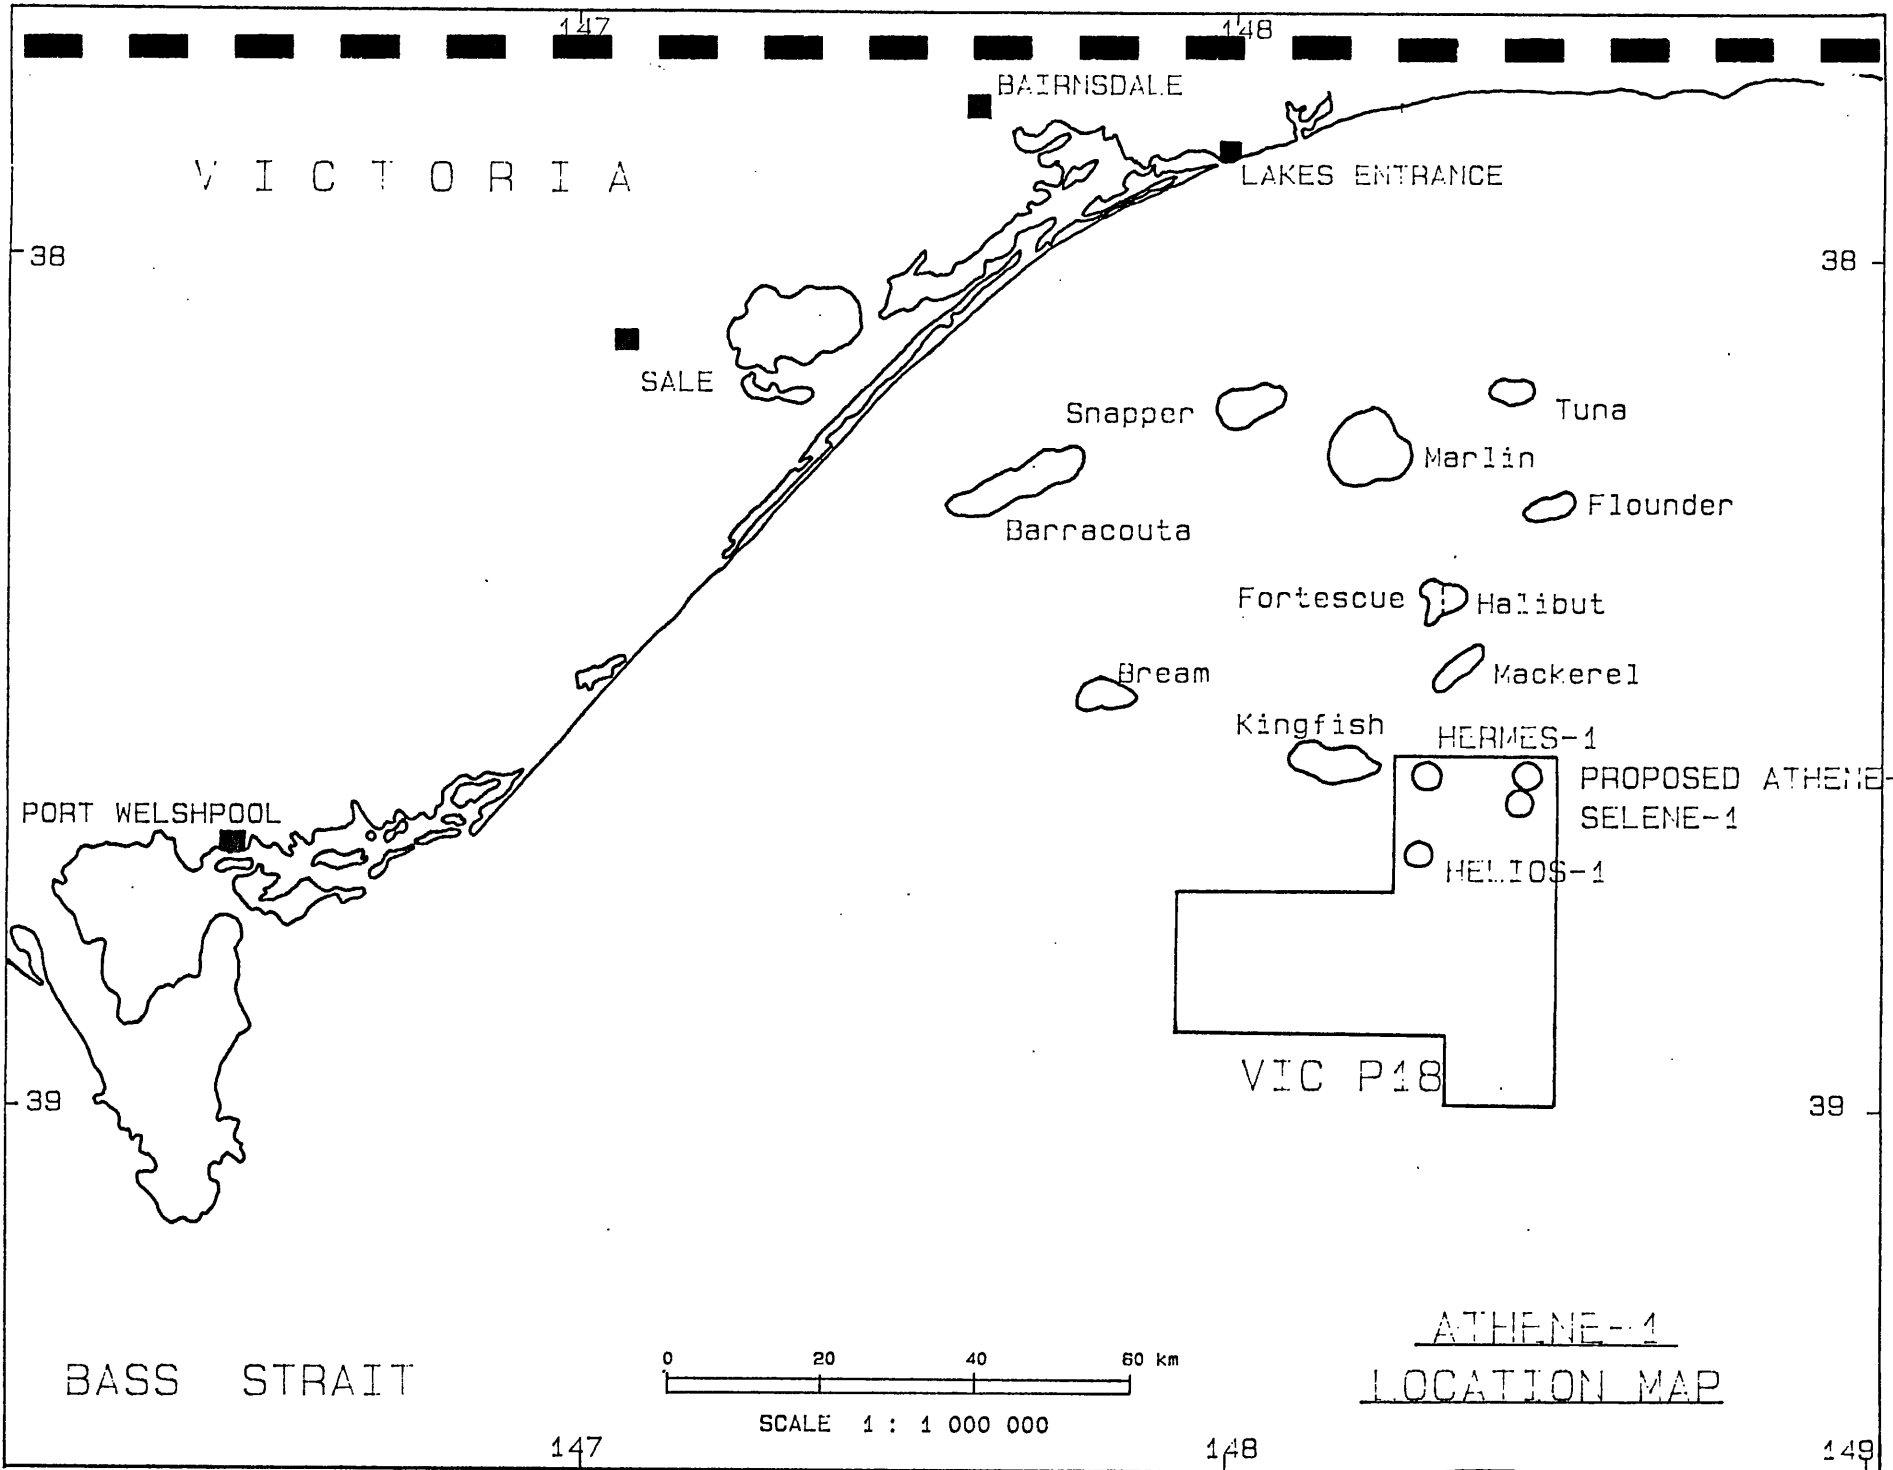 147
148
BAIRNSDALE
VICTORIA
LAKES ENTRANCE
38
38
SALE
Snapper
Tuna
Marlin
Flounder
Barracouta
Fortescue
Halibut
Bream
Mackerel
Kingfish
HERMES-1
PROPOSED ATHENE-
PORT WELSHPOOL
SELENE-1
HELIOS-1
VIC P18
39
39
ATHENE-1
0 20 40 60 km
BASS STRAIT
LOCATION MAP
SCALE 1 : 1 000 000
147
148
149